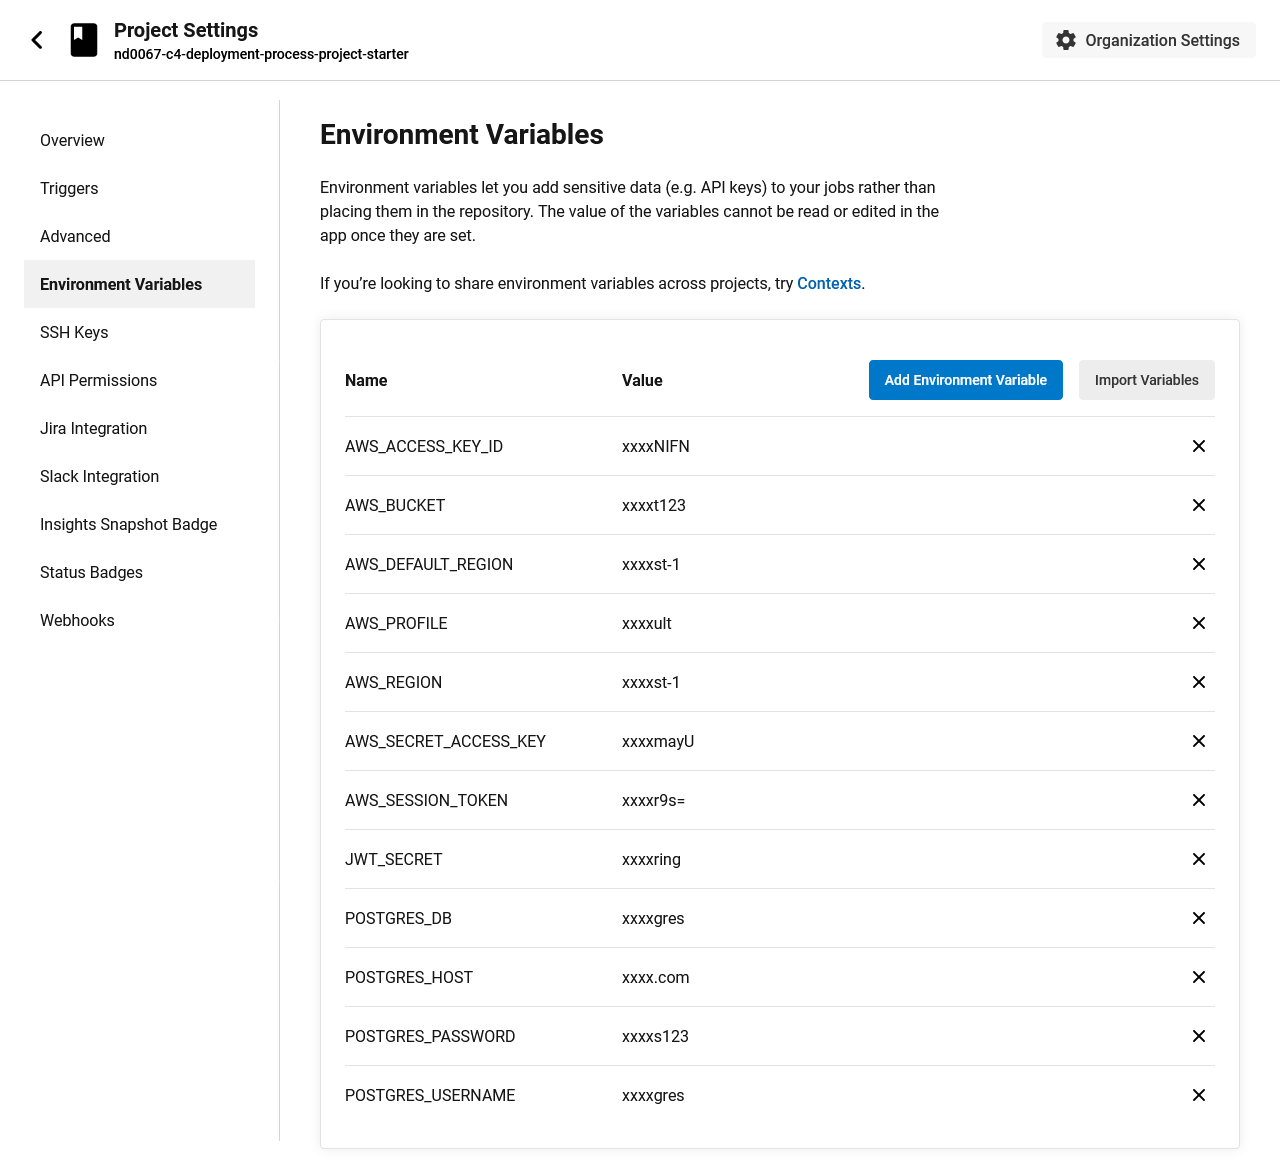 Project Settings
nd0067-c4-deployment-process-project-starter
Organization Settings
Overview
Triggers
Advanced
Environment Variables
SSH Keys
API Permissions
Jira Integration
Slack Integration
Insights Snapshot Badge
Status Badges
Webhooks
Environment Variables
Environment variables let you add sensitive data (e.g. API keys) to your jobs rather than
placing them in the repository. The value of the variables cannot be read or edited in the
app once they are set.
If you’re looking to share environment variables across projects, try Contexts.
Name Value Add Environment Variable Import Variables
AWS_ACCESS_KEY_ID xxxxNIFN
AWS_BUCKET xxxxt123
AWS_DEFAULT_REGION xxxxst-1
AWS_PROFILE xxxxult
AWS_REGION xxxxst-1
AWS_SECRET_ACCESS_KEY xxxxmayU
AWS_SESSION_TOKEN xxxxr9s=
JWT_SECRET xxxxring
POSTGRES_DB xxxxgres
POSTGRES_HOST xxxx.com
POSTGRES_PASSWORD xxxxs123
POSTGRES_USERNAME xxxxgres